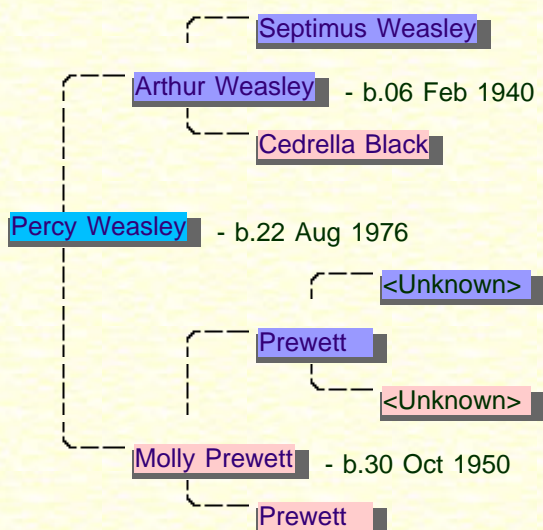 Septimus Weasley
Arthur Weasley - b.06 Feb 1940
Cedrella Black
Percy Weasley - b.22 Aug 1976
<Unknown>
Prewett
<Unknown>
Molly Prewett - b.30 Oct 1950
Prewett